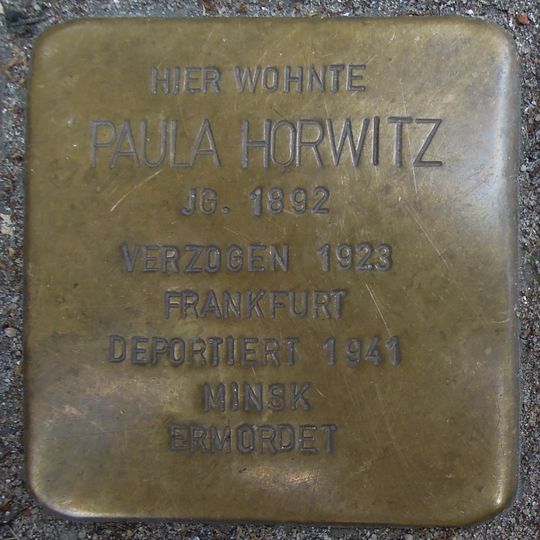 HIER WOHNTE
PAULA HORWITZ
JG. 1892
VERZOGEN 1923
FRANKFURT
DEPORTIERT 1941
MINSK
ERMORDET